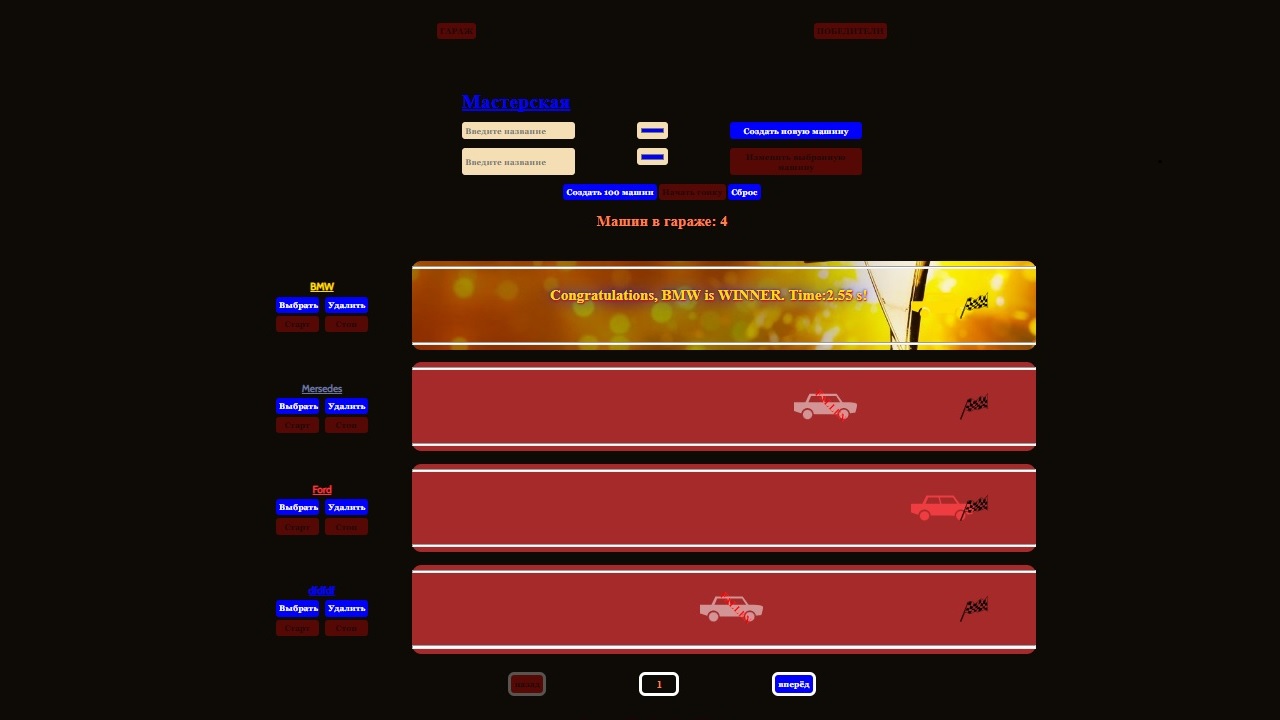 ГАРАЖ
ПОБЕДИТЕЛИ
Мастерская
Введите название
Создать новую машину
Введите название
Изменить выбранную
машину
Создать 100 машин
Начать гонку
Сброс
Машин в гараже: 4
BMW
Выбрать
Удалить
Старт
Стоп
Congratulations, BMW is WINNER. Time:2.55 s!
Mersedes
Выбрать
Удалить
Старт
Стоп
Ford
Выбрать
Удалить
Старт
Стоп
Выбрать
Удалить
Старт
Стоп
назад
1
вперёд